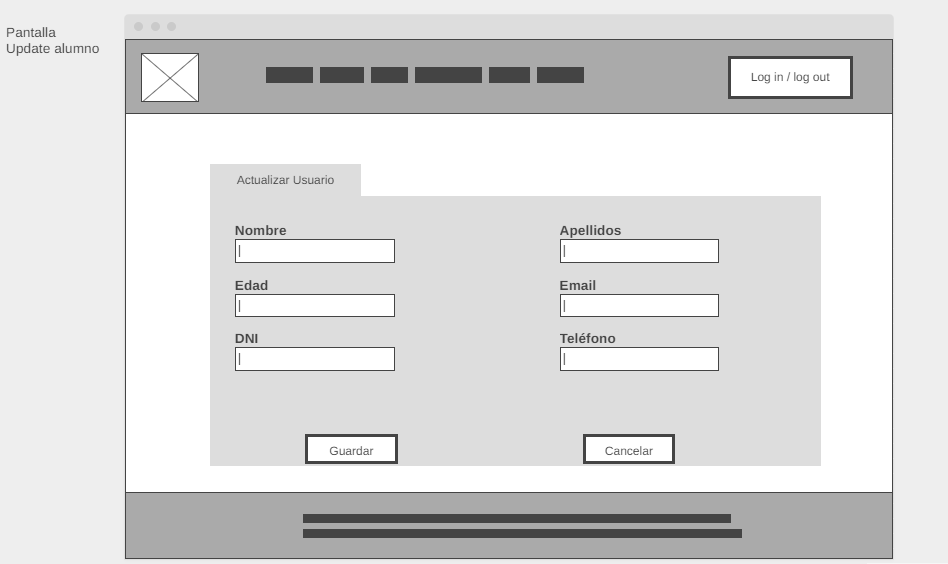 Pantalla
Update alumno
Log in / log out
Actualizar Usuario
Nombre
Apellidos
Edad
Email
DNI
Teléfono
Guardar
Cancelar